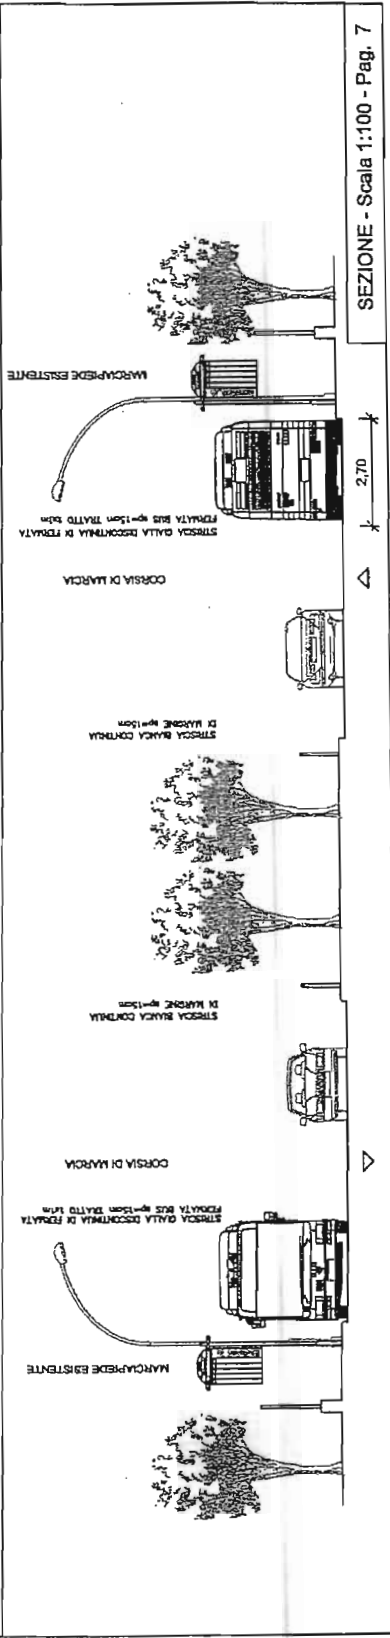 MARCIAPIEDE ESISTENTE
STRISCIA GIALLA DISCONTINUA DI FERMATA
FERMATA BUS sp=15cm TRATTO 1x1m
CORSIA DI MARCIA
STRISCIA BIANCA CONTINUA
DI MARGINE sp=15cm
STRISCIA BIANCA CONTINUA
DI MARGINE sp=15cm
CORSIA DI MARCIA
STRISCIA GIALLA DISCONTINUA DI FERMATA
FERMATA BUS sp=15cm TRATTO 1x1m
MARCIAPIEDE ESISTENTE
2,70
SEZIONE - Scala 1:100 - Pag. 7